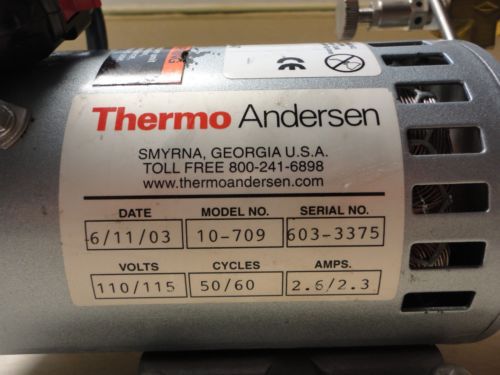 Thermo Andersen
SMYRNA, GEORGIA U.S.A.
TOLL FREE 800-241-6898
www.thermoandersen.com
DATE MODEL NO. SERIAL NO.
6/11/03 10-709 603-3375
VOLTS CYCLES AMPS.
110/115 50/60 2.6/2.3
CE